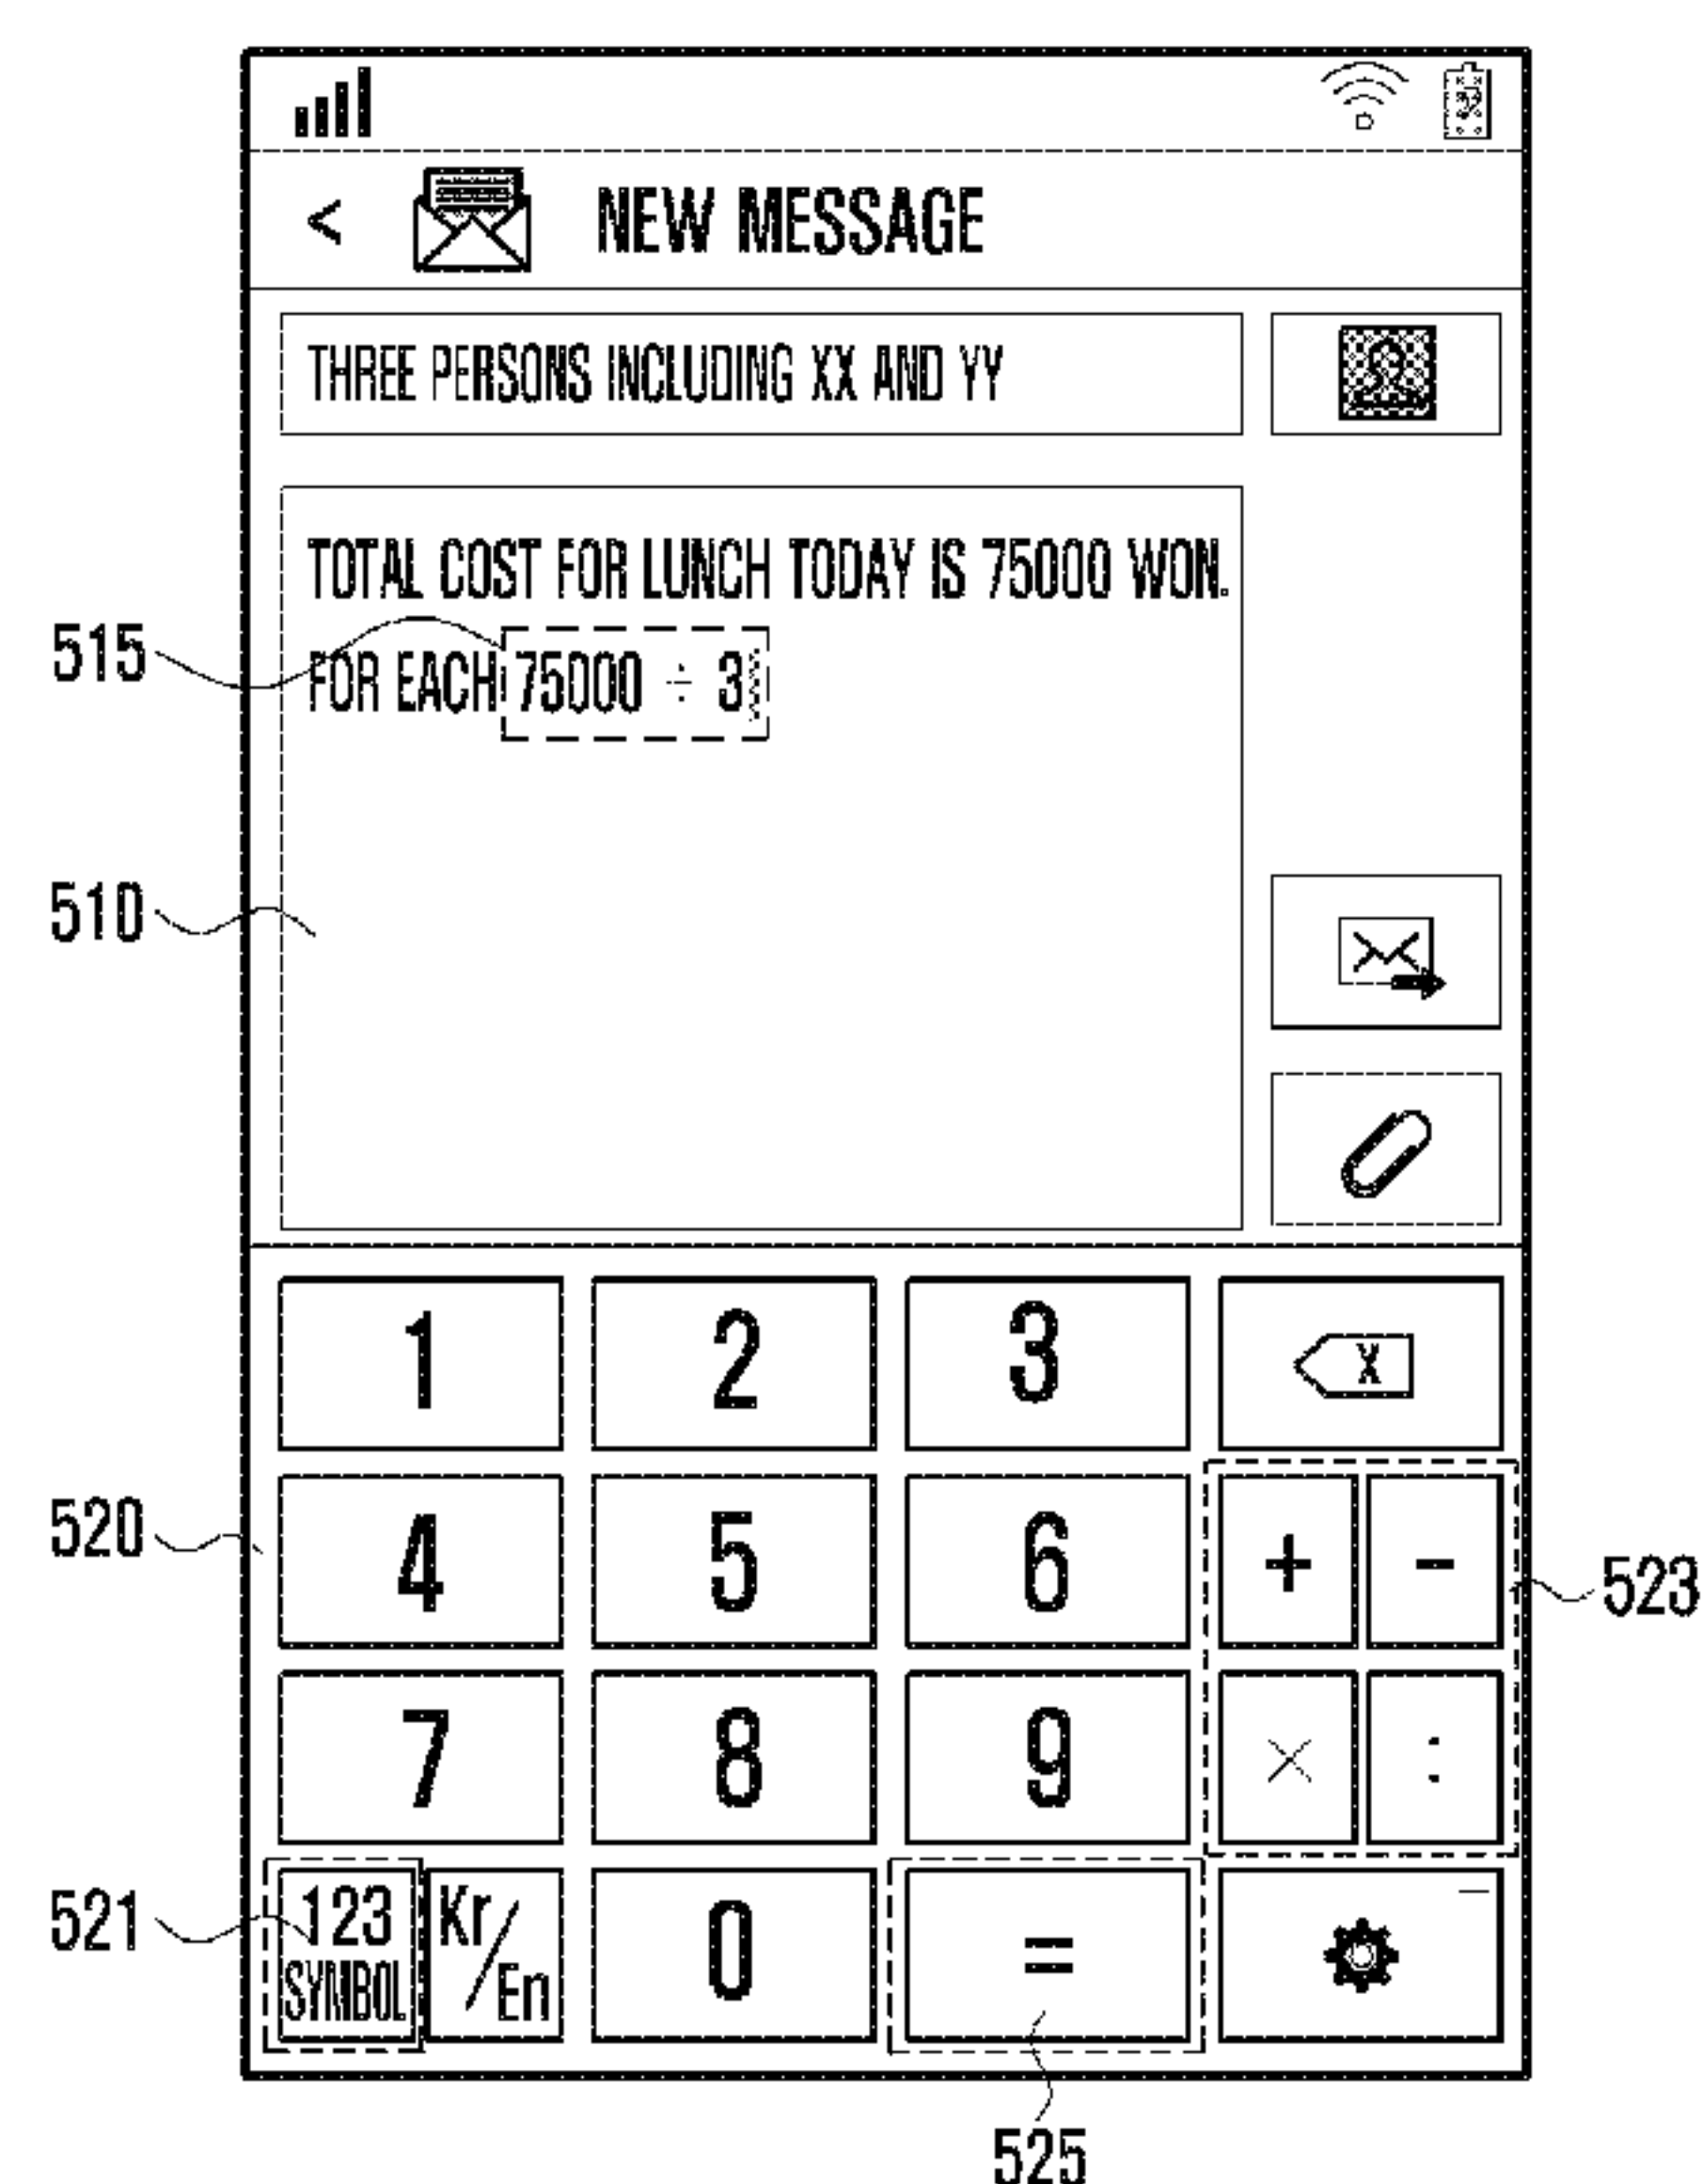 < NEW MESSAGE
THREE PERSONS INCLUDING XX AND YY
TOTAL COST FOR LUNCH TODAY IS 75000 WON.
515
FOR EACH 75000 ÷ 3
510
1 2 3 X
520
4 5 6 + -
523
7 8 9 × :
521
123 SYMBOL Kr/En 0 =
525